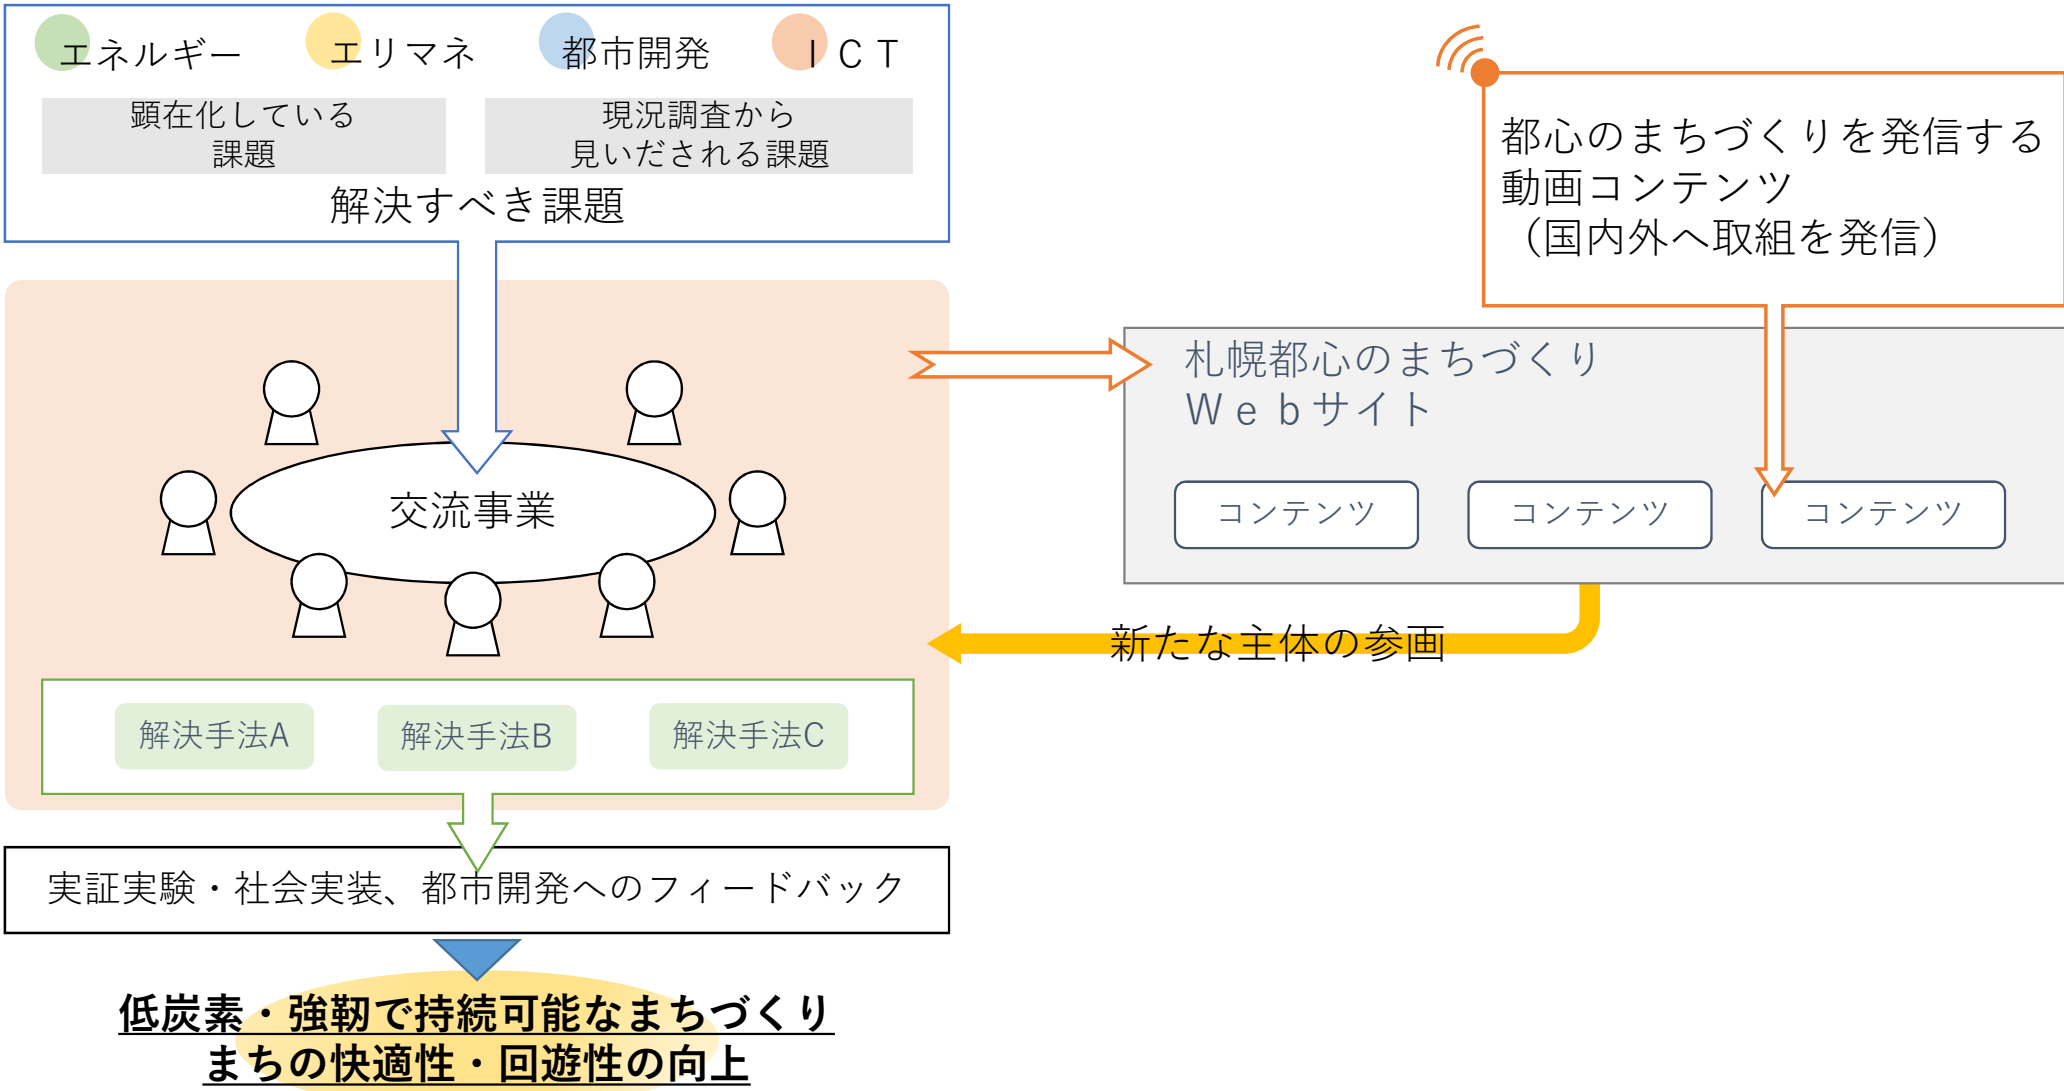 エネルギー
エリマネ
都市開発
ＩＣＴ
顕在化している
課題
現況調査から
見いだされる課題
解決すべき課題
都心のまちづくりを発信する
動画コンテンツ
（国内外へ取組を発信）
札幌都心のまちづくり
Ｗｅｂサイト
コンテンツ
コンテンツ
コンテンツ
交流事業
新たな主体の参画
解決手法A
解決手法B
解決手法C
実証実験・社会実装、都市開発へのフィードバック
低炭素・強靭で持続可能なまちづくり
まちの快適性・回遊性の向上